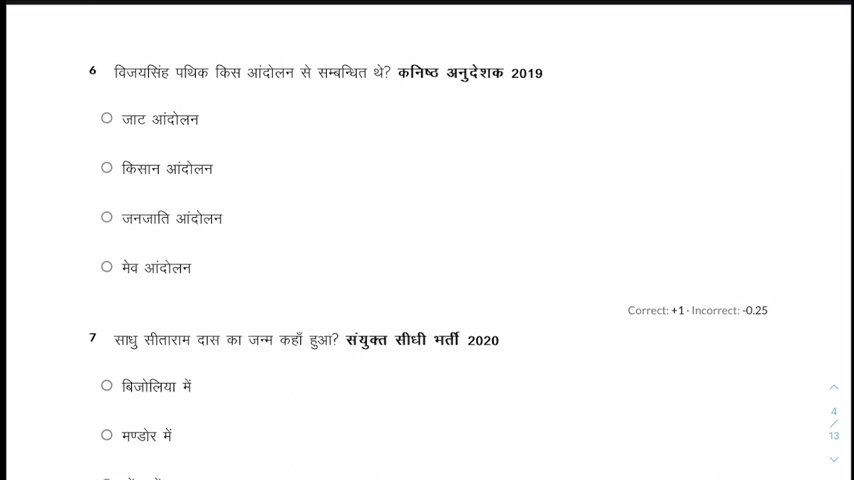 6 विजयसिंह पथिक किस आंदोलन से सम्बन्धित थे? कनिष्ठ अनुदेशक 2019
जाट आंदोलन
किसान आंदोलन
जनजाति आंदोलन
मेव आंदोलन
Correct: +1 · Incorrect: -0.25
7 साधु सीताराम दास का जन्म कहाँ हुआ? संयुक्त सीधी भर्ती 2020
बिजोलिया में
मण्डोर में
4
/
13